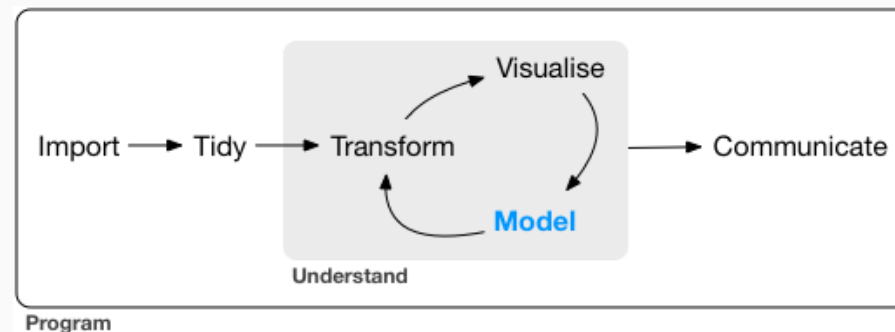 Visualise
Import Tidy Transform Communicate
Model
Understand
Program